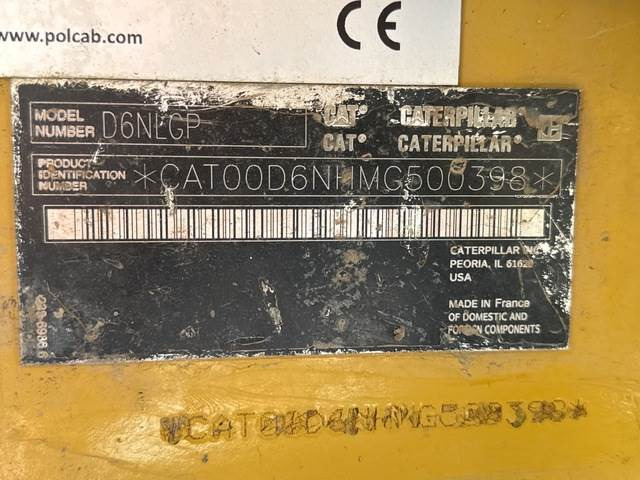 www.polcab.com
CE
MODEL NUMBER D6NLGP
CAT CATERPILLAR
CAT® CATERPILLAR®
PRODUCT IDENTIFICATION NUMBER *CAT00D6NHMG500398*
CATERPILLAR INC.
PEORIA, IL 61629
USA
MADE IN France
OF DOMESTIC AND
FOREIGN COMPONENTS
CAT00D6NHMG500398*